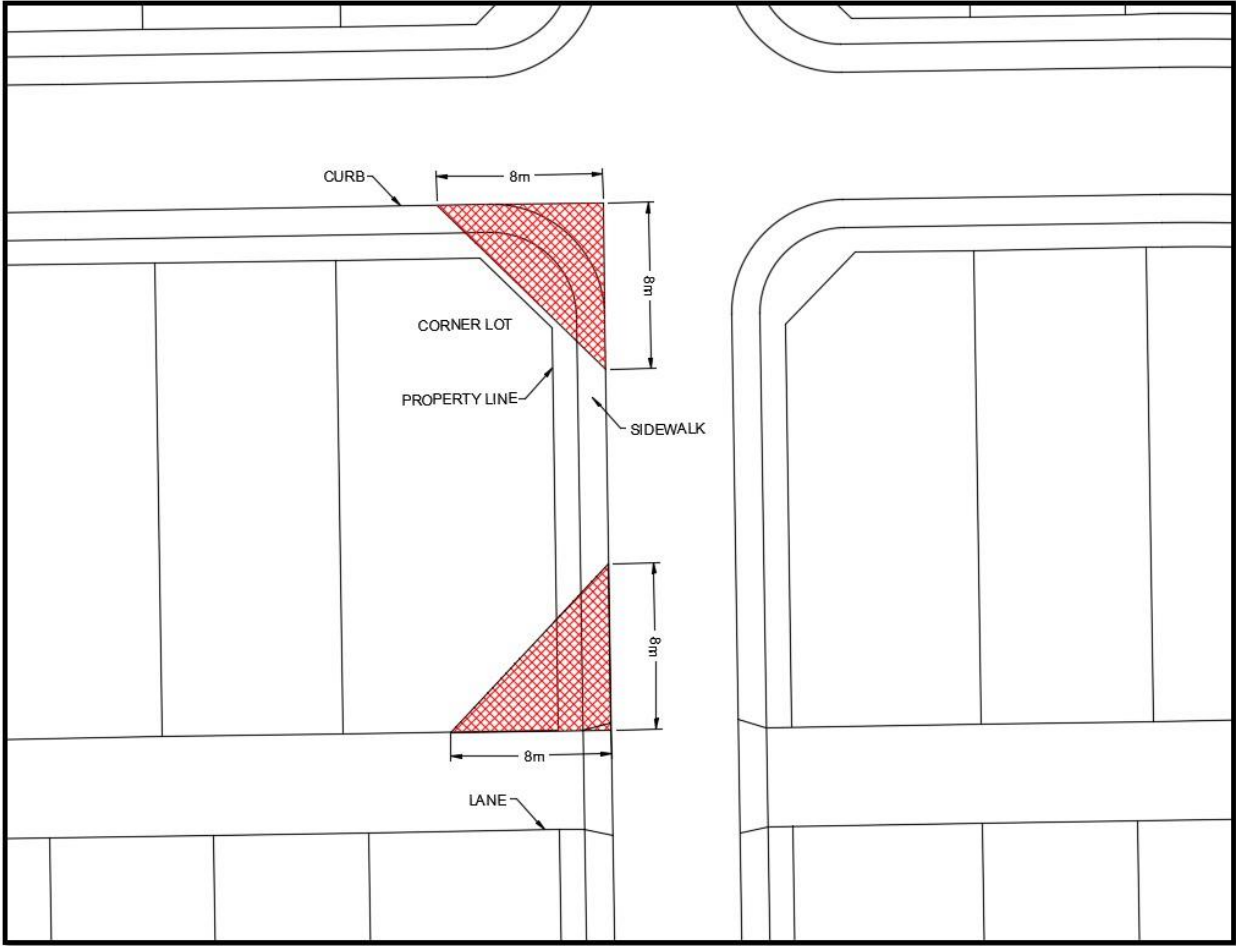 CURB
8m
8m
CORNER LOT
PROPERTY LINE
SIDEWALK
8m
8m
LANE